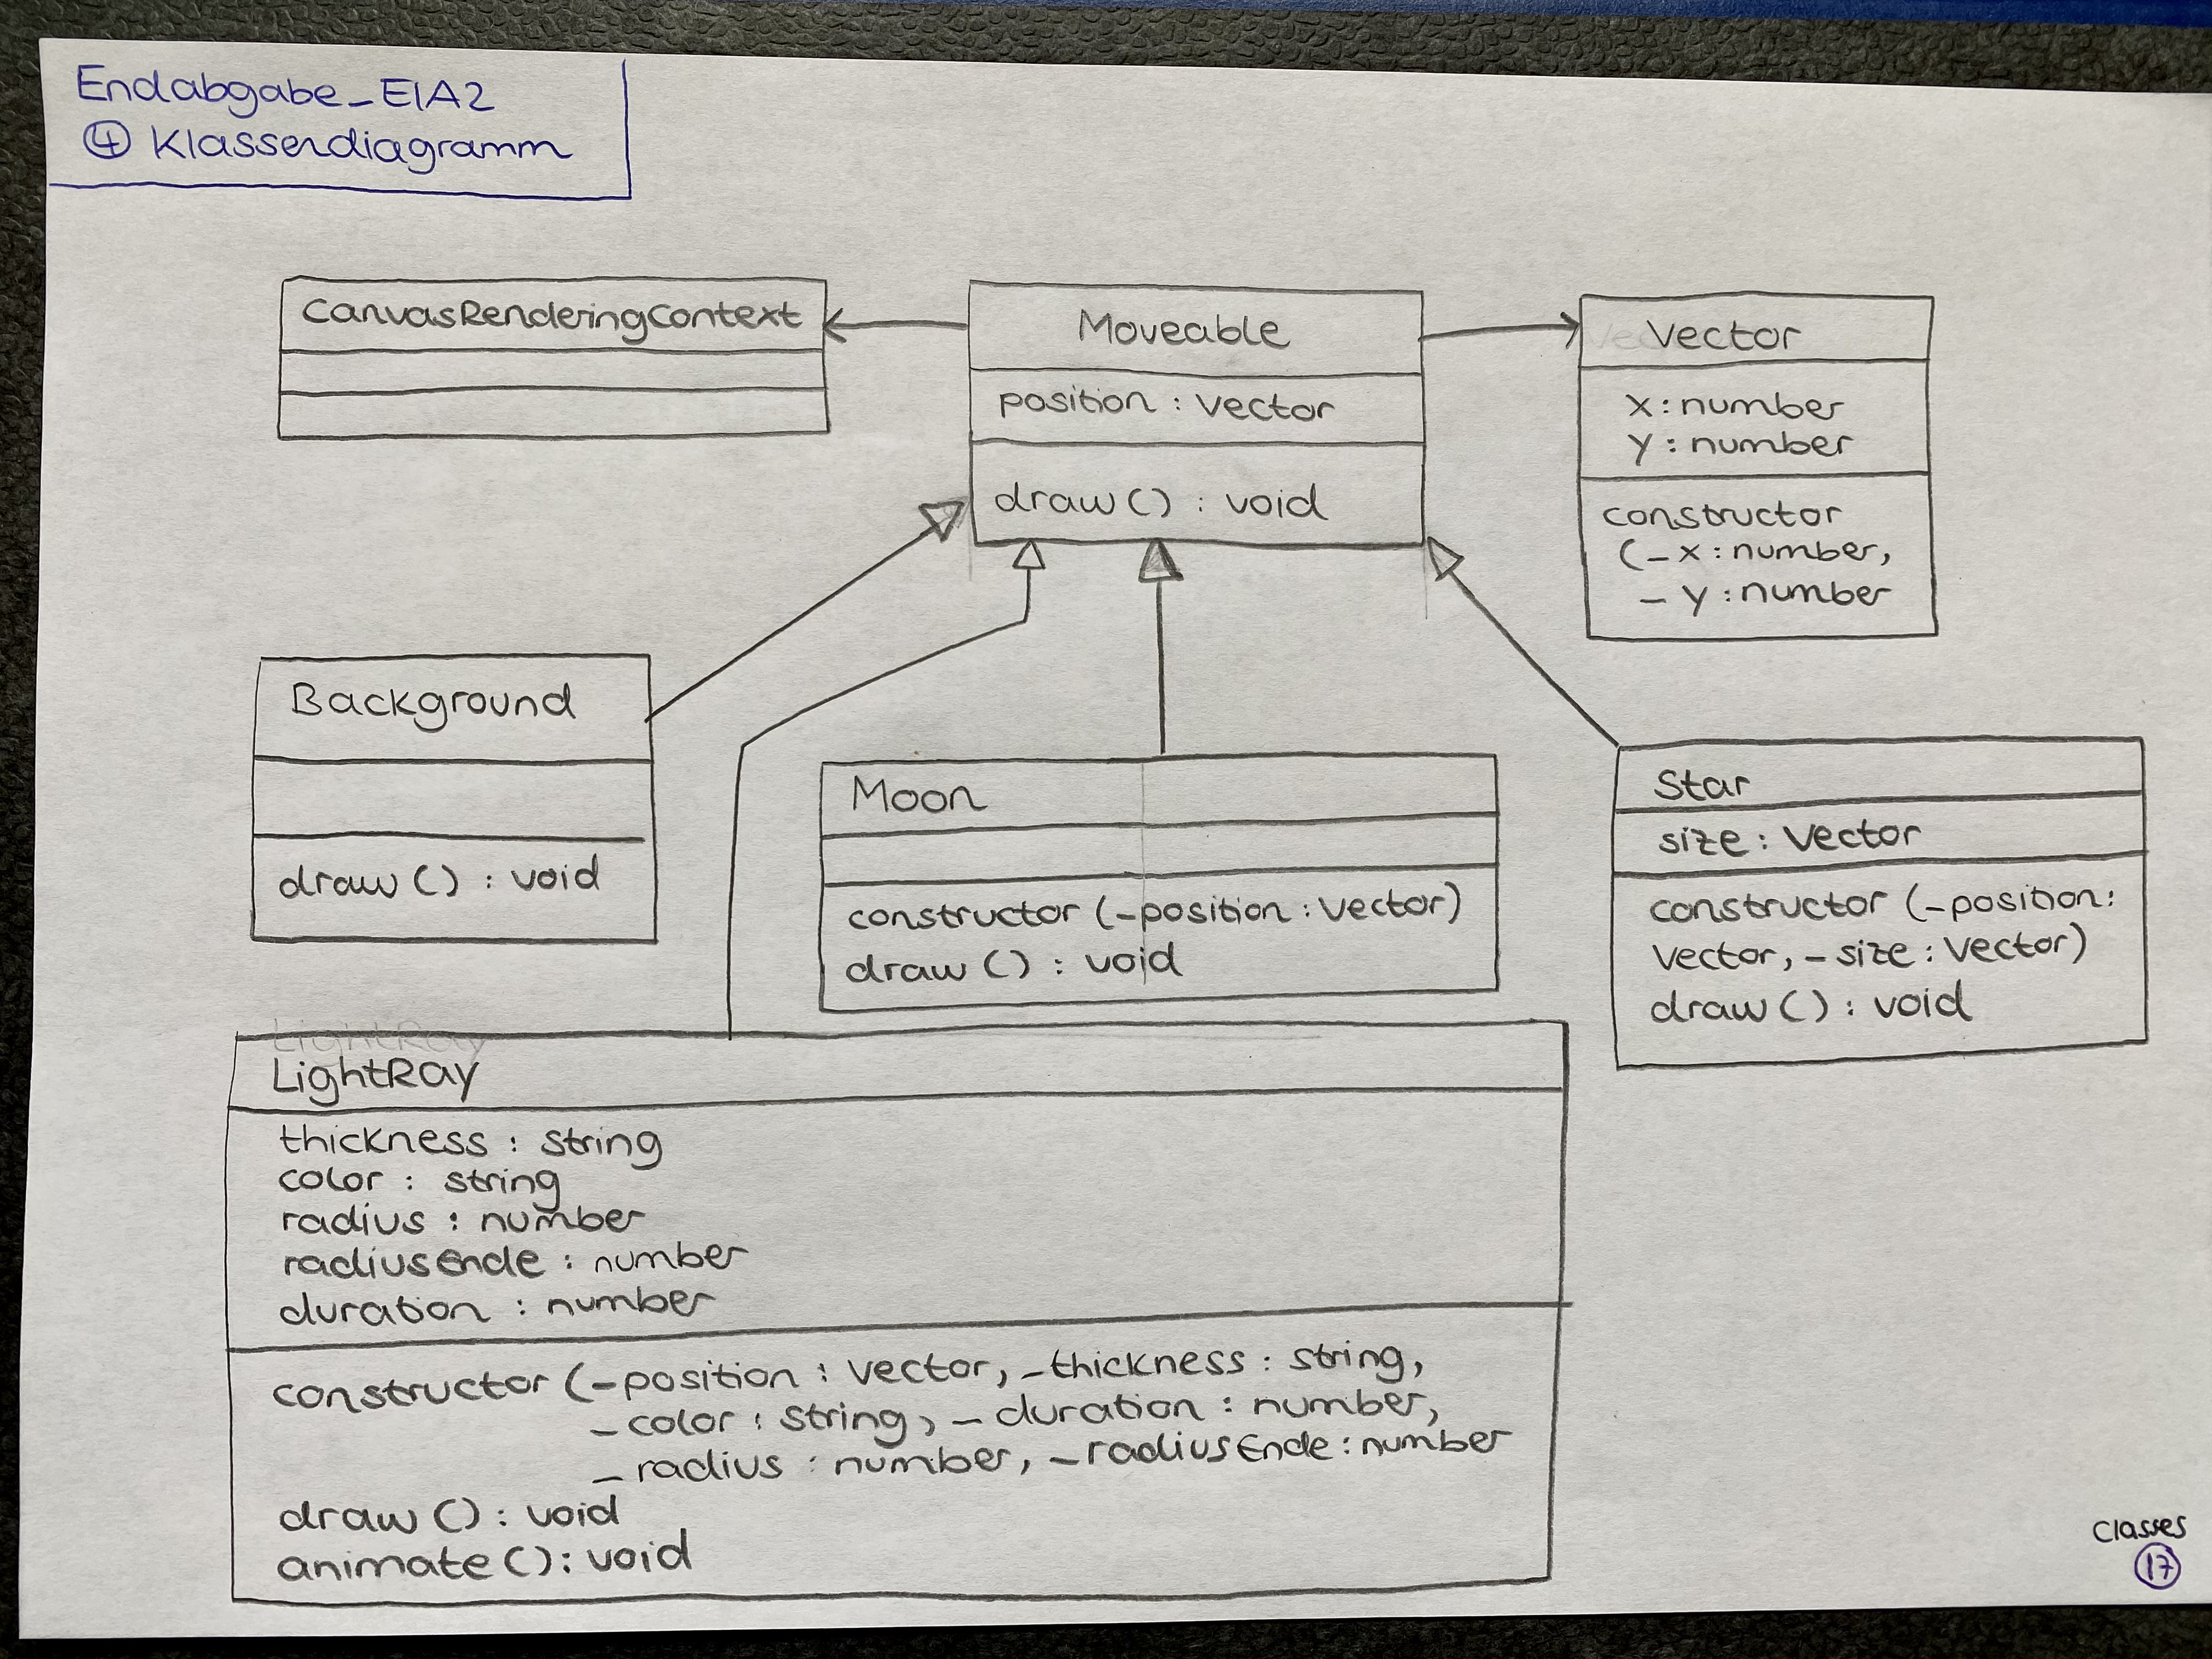 Endabgabe_EIA2
④ Klassendiagramm
CanvasRenderingContext
Moveable
position : Vector
draw () : void
Vector
x : number
y : number
constructor
(_x : number,
_ y : number
Background
draw () : void
Moon
constructor (_position : Vector)
draw () : void
Star
size : Vector
constructor (_position :
Vector, _size : Vector)
draw () : void
LightRay
LightRay
thickness : string
color : string
radius : number
radiusEnde : number
duration : number
constructor (_position : Vector, _thickness : string,
_color : string, _duration : number,
_radius : number, _radiusEnde : number
draw () : void
animate () : void
Classes
17